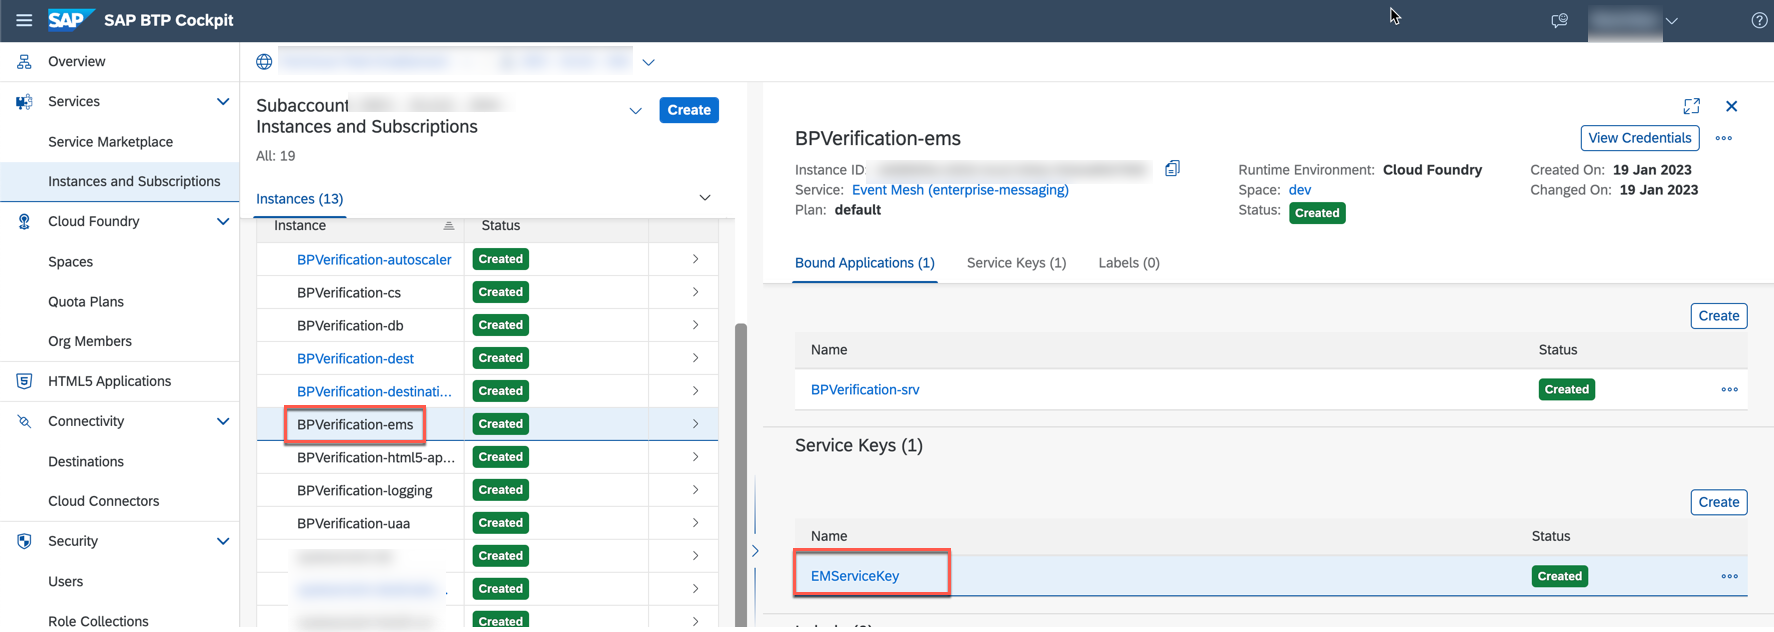 SAP SAP BTP Cockpit
Overview
Services
Service Marketplace
Instances and Subscriptions
Cloud Foundry
Spaces
Quota Plans
Org Members
HTML5 Applications
Connectivity
Destinations
Cloud Connectors
Security
Users
Role Collections
Subaccount
Instances and Subscriptions
Create
All: 19
Instances (13)
Instance Status
BPVerification-autoscaler Created
BPVerification-cs Created
BPVerification-db Created
BPVerification-dest Created
BPVerification-destinati... Created
BPVerification-ems Created
BPVerification-html5-ap... Created
BPVerification-logging Created
BPVerification-uaa Created
Created
Created
Created
BPVerification-ems
View Credentials
Instance ID:
Service: Event Mesh (enterprise-messaging)
Plan: default
Runtime Environment: Cloud Foundry
Space: dev
Status: Created
Created On: 19 Jan 2023
Changed On: 19 Jan 2023
Bound Applications (1) Service Keys (1) Labels (0)
Create
Name Status
BPVerification-srv Created
Service Keys (1)
Create
Name Status
EMServiceKey Created